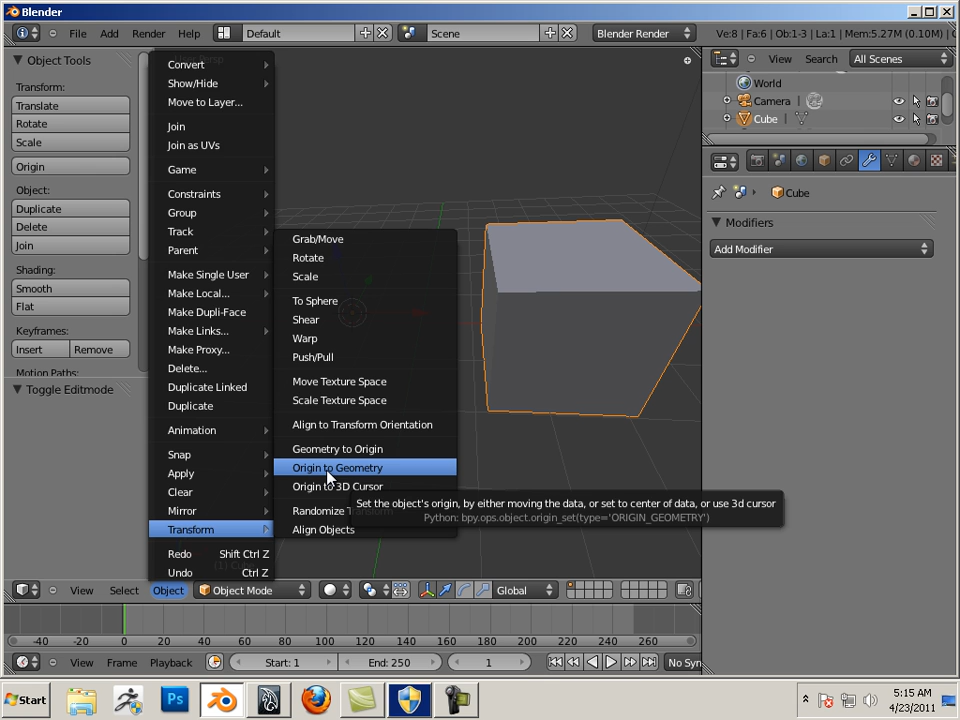 Blender
File Add Render Help Default Scene Blender Render Ve:8 | Fa:6 | Ob:1-3 | La:1 | Mem:5.27M (0.10M) |
Object Tools
Transform:
Translate
Rotate
Scale
Origin
Object:
Duplicate
Delete
Join
Shading:
Smooth
Flat
Keyframes:
Insert Remove
Motion Paths:
Toggle Editmode
Convert
Show/Hide
Move to Layer...
Join
Join as UVs
Game
Constraints
Group
Track
Parent
Make Single User
Make Local...
Make Dupli-Face
Make Links...
Make Proxy...
Delete...
Duplicate Linked
Duplicate
Animation
Snap
Apply
Clear
Mirror
Transform
Redo Shift Ctrl Z
Undo Ctrl Z
Grab/Move
Rotate
Scale
To Sphere
Shear
Warp
Push/Pull
Move Texture Space
Scale Texture Space
Align to Transform Orientation
Geometry to Origin
Origin to Geometry
Origin to 3D Cursor
Randomize Transform
Align Objects
Set the object's origin, by either moving the data, or set to center of data, or use 3d cursor
Python: bpy.ops.object.origin_set(type='ORIGIN_GEOMETRY')
View Search All Scenes
World
Camera
Cube
Cube
Modifiers
Add Modifier
View Select Object Object Mode Global
-40 -20 0 20 40 60 80 100 120 140 160 180 200 220 240 260
View Frame Playback Start: 1 End: 250 1 No Syn
Start
Ps
5:15 AM
4/23/2011